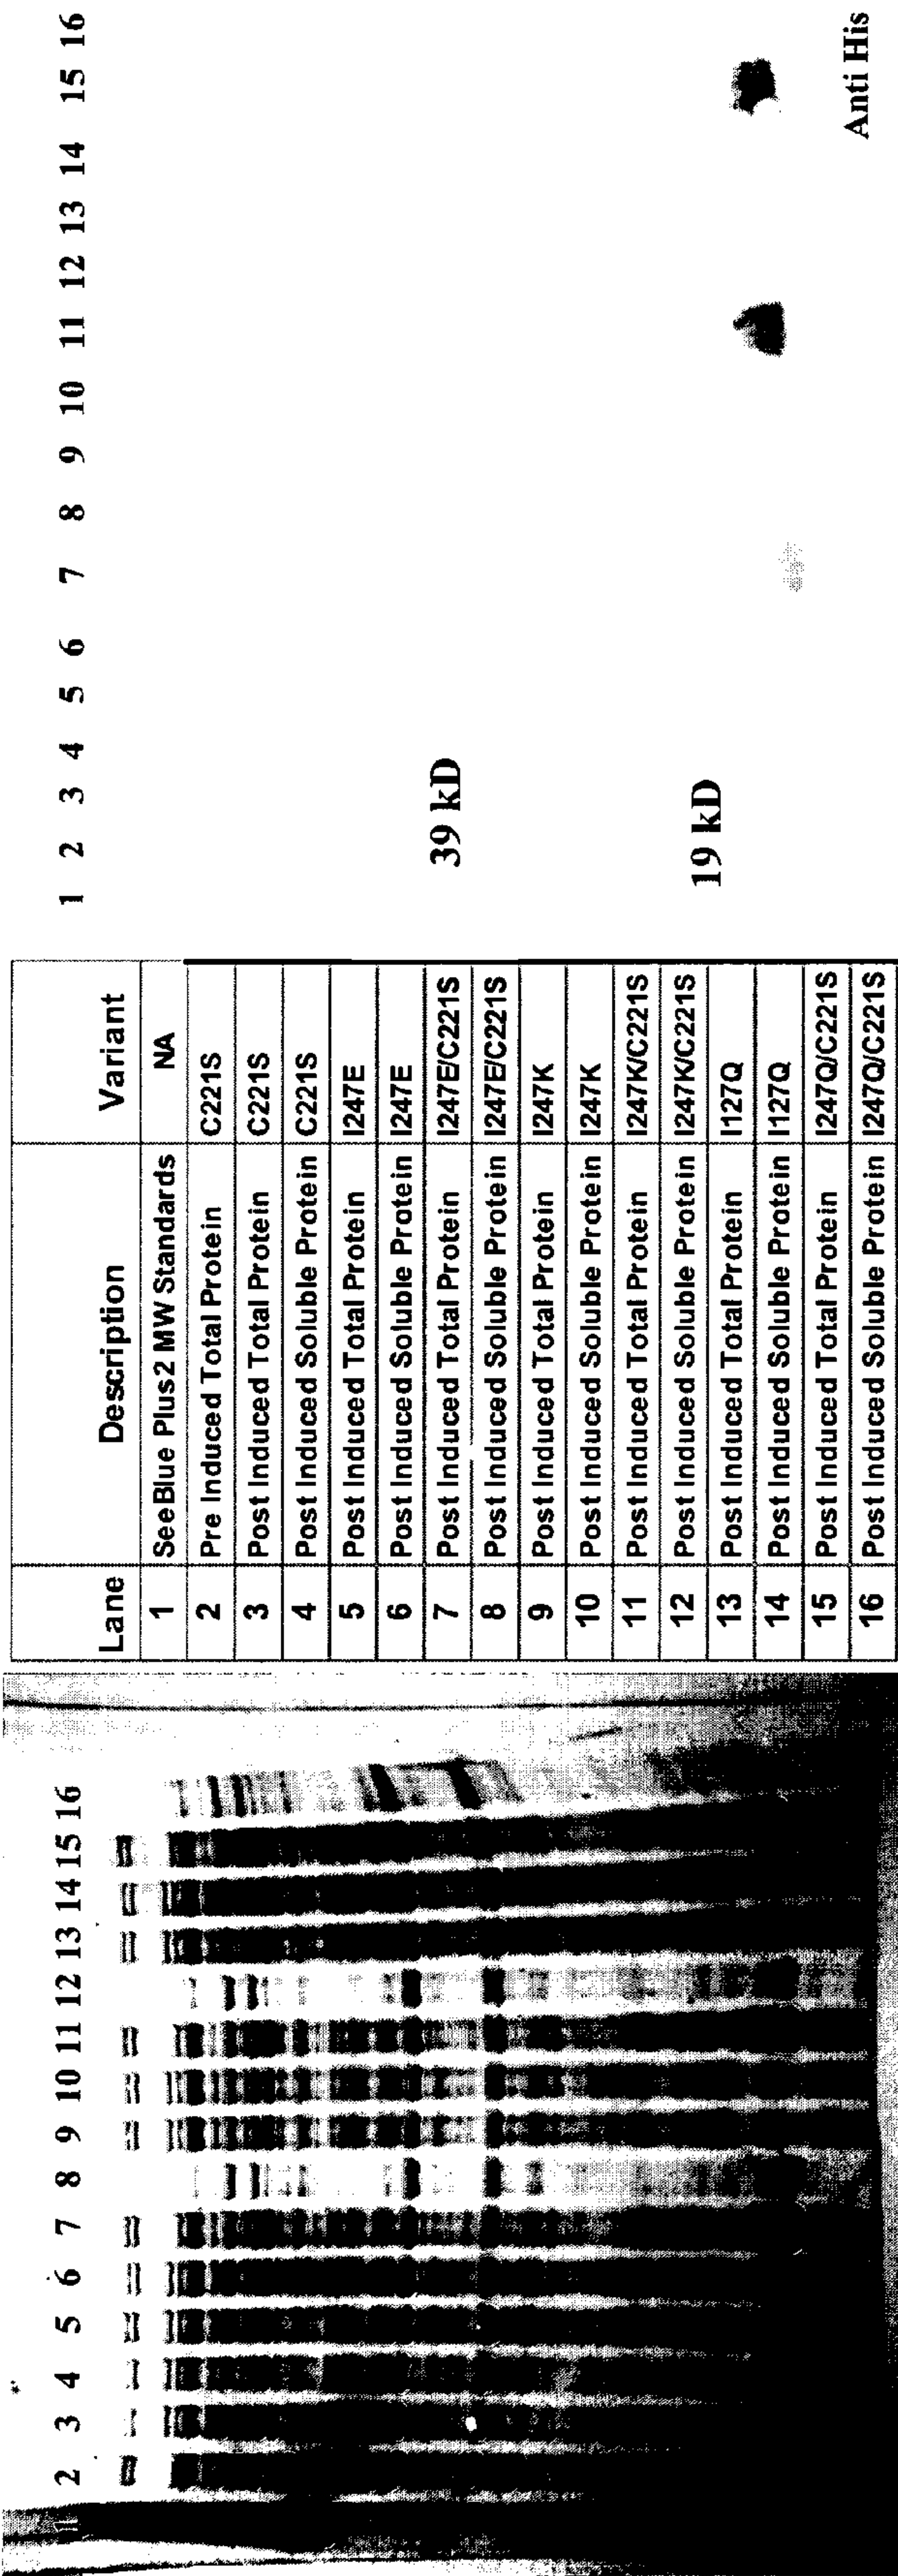 1 2 3 4 5 6 7 8 9 10 11 12 13 14 15 16
Lane Description Variant
1 SeeBlue Plus2 MW Standards NA
2 Pre Induced Total Protein C221S
3 Post Induced Total Protein C221S
4 Post Induced Soluble Protein C221S
5 Post Induced Total Protein I247E
6 Post Induced Soluble Protein I247E
7 Post Induced Total Protein I247E/C221S
8 Post Induced Soluble Protein I247E/C221S
9 Post Induced Total Protein I247K
10 Post Induced Soluble Protein I247K
11 Post Induced Total Protein I247K/C221S
12 Post Induced Soluble Protein I247K/C221S
13 Post Induced Total Protein I127Q
14 Post Induced Soluble Protein I127Q
15 Post Induced Total Protein I247Q/C221S
16 Post Induced Soluble Protein I247Q/C221S
1 2 3 4 5 6 7 8 9 10 11 12 13 14 15 16
39 kD
19 kD
Anti His